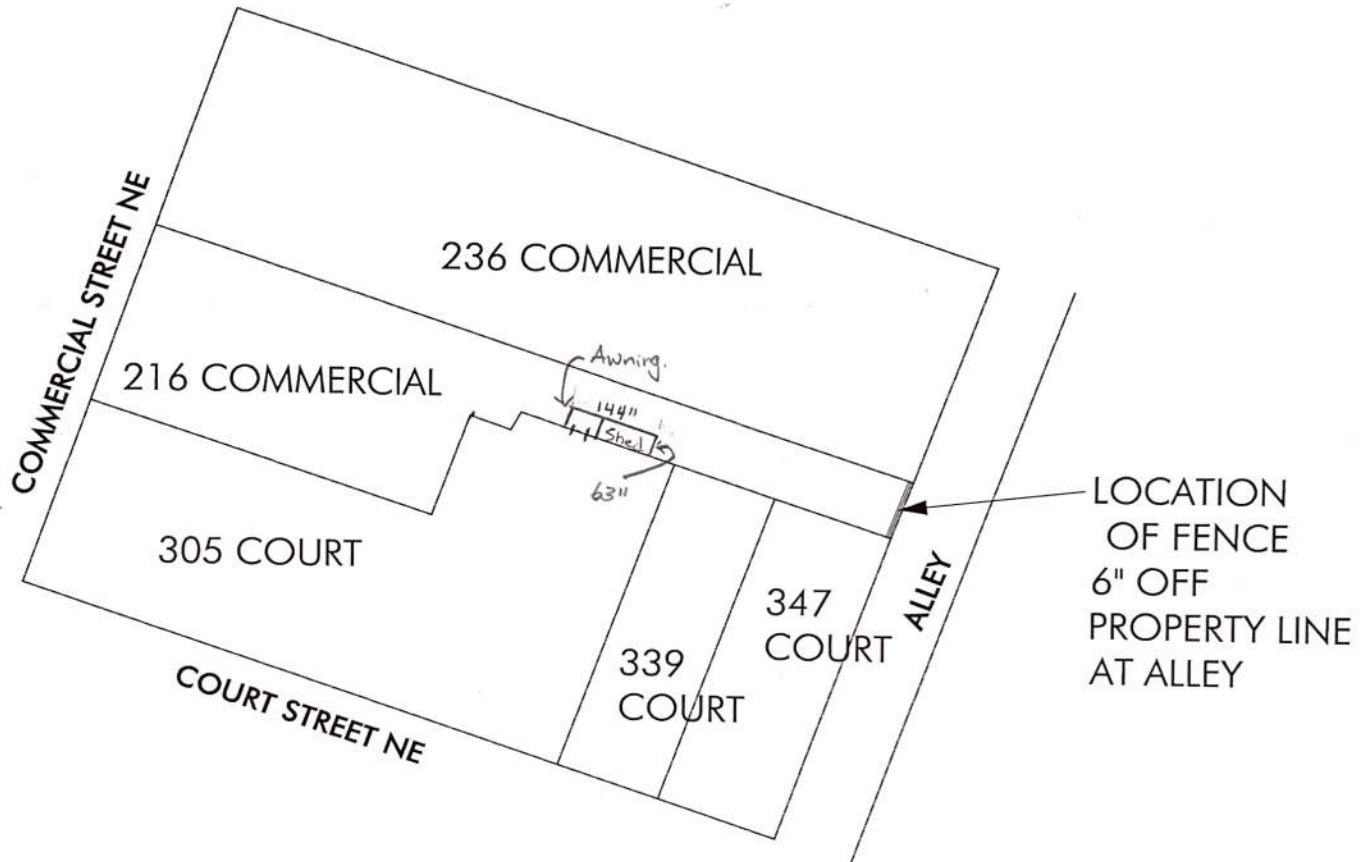 236 COMMERCIAL
COMMERCIAL STREET NE
216 COMMERCIAL
Awning.
144"
Shed
63"
305 COURT
339
COURT
347
COURT
ALLEY
COURT STREET NE
LOCATION
OF FENCE
6" OFF
PROPERTY LINE
AT ALLEY